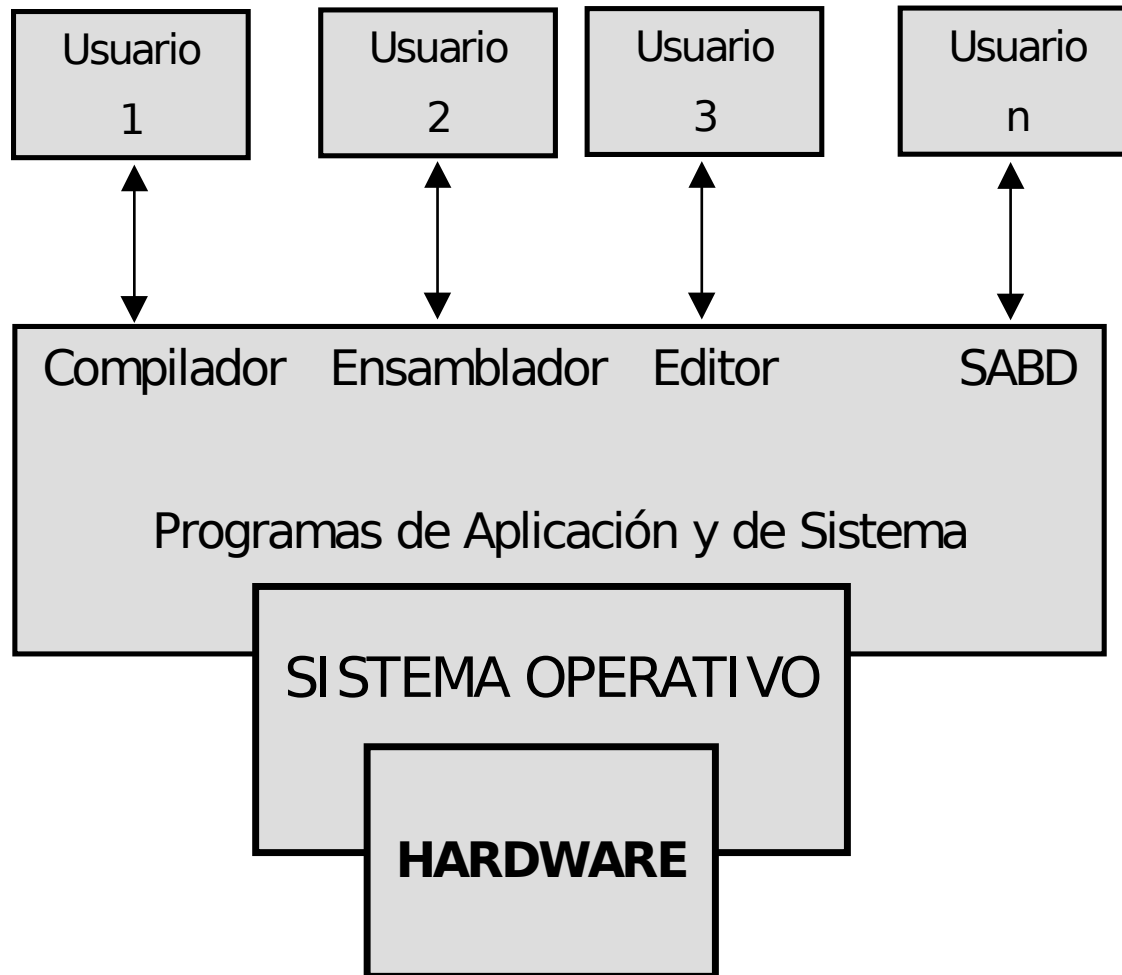 Usuario
1
Usuario
2
Usuario
3
Usuario
n
Compilador Ensamblador Editor SABD
Programas de Aplicación y de Sistema
SISTEMA OPERATIVO
HARDWARE